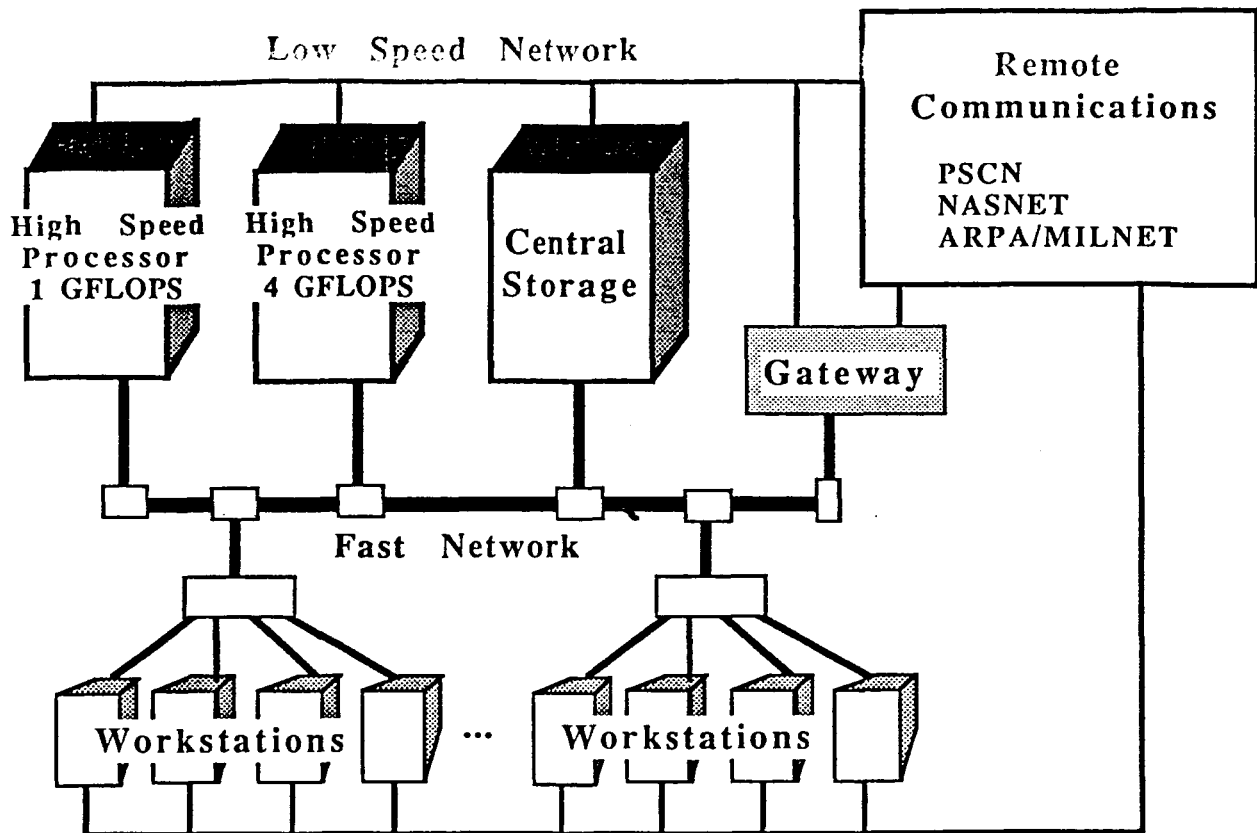 Low Speed Network
Remote
Communications
PSCN
NASNET
ARPA/MILNET
High Speed
Processor
1 GFLOPS
High Speed
Processor
4 GFLOPS
Central
Storage
Gateway
Fast Network
Workstations
...
Workstations